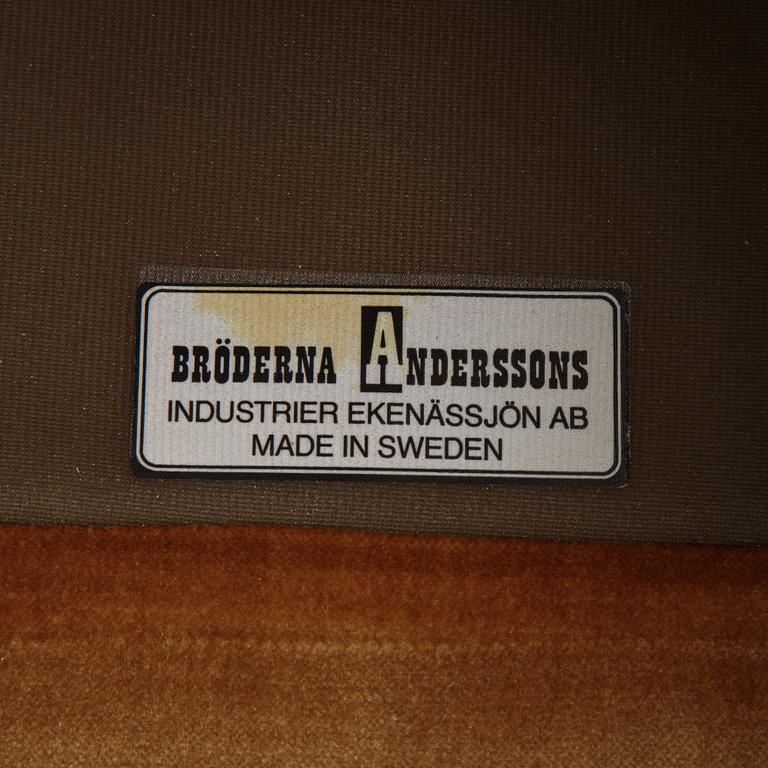 BRÖDERNA ANDERSSONS
INDUSTRIER EKENÄSSJÖN AB
MADE IN SWEDEN